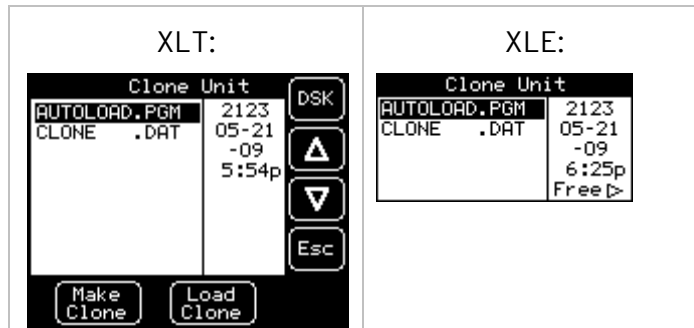 XLT:
Clone Unit
DSK
AUTOLOAD.PGM
CLONE .DAT
2123
05-21
-09
5:54p
Esc
Make
Clone
Load
Clone
XLE:
Clone Unit
AUTOLOAD.PGM
CLONE .DAT
2123
05-21
-09
6:25p
Free